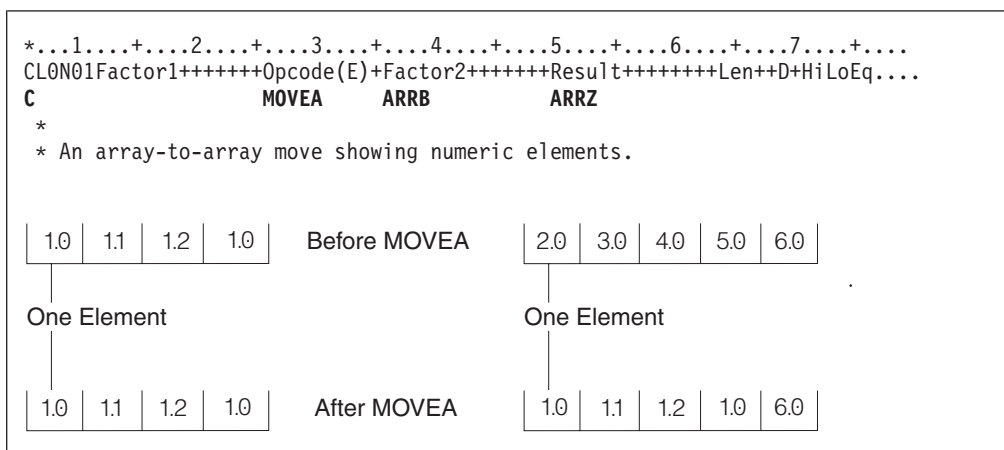 *...1....+....2....+....3....+....4....+....5....+....6....+....7....+....
CL0N01Factor1+++++++Opcode(E)+Factor2+++++++Result++++++++Len++D+HiLoEq....
C                   MOVEA     ARRB          ARRZ
 *
 * An array-to-array move showing numeric elements.
1.0 1.1 1.2 1.0 Before MOVEA 2.0 3.0 4.0 5.0 6.0
One Element One Element
1.0 1.1 1.2 1.0 After MOVEA 1.0 1.1 1.2 1.0 6.0